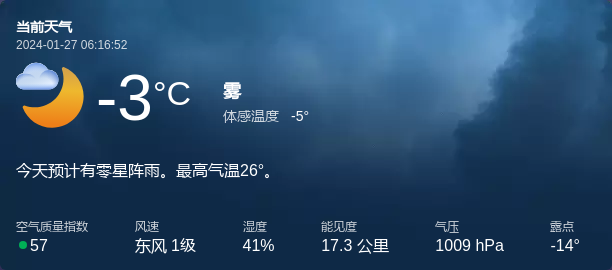 当前天气
2024-01-27 06:16:52
-3°C
雾
体感温度 -5°
今天预计有零星阵雨。最高气温26°。
空气质量指数 风速 湿度 能见度 气压 露点
57 东风 1级 41% 17.3 公里 1009 hPa -14°